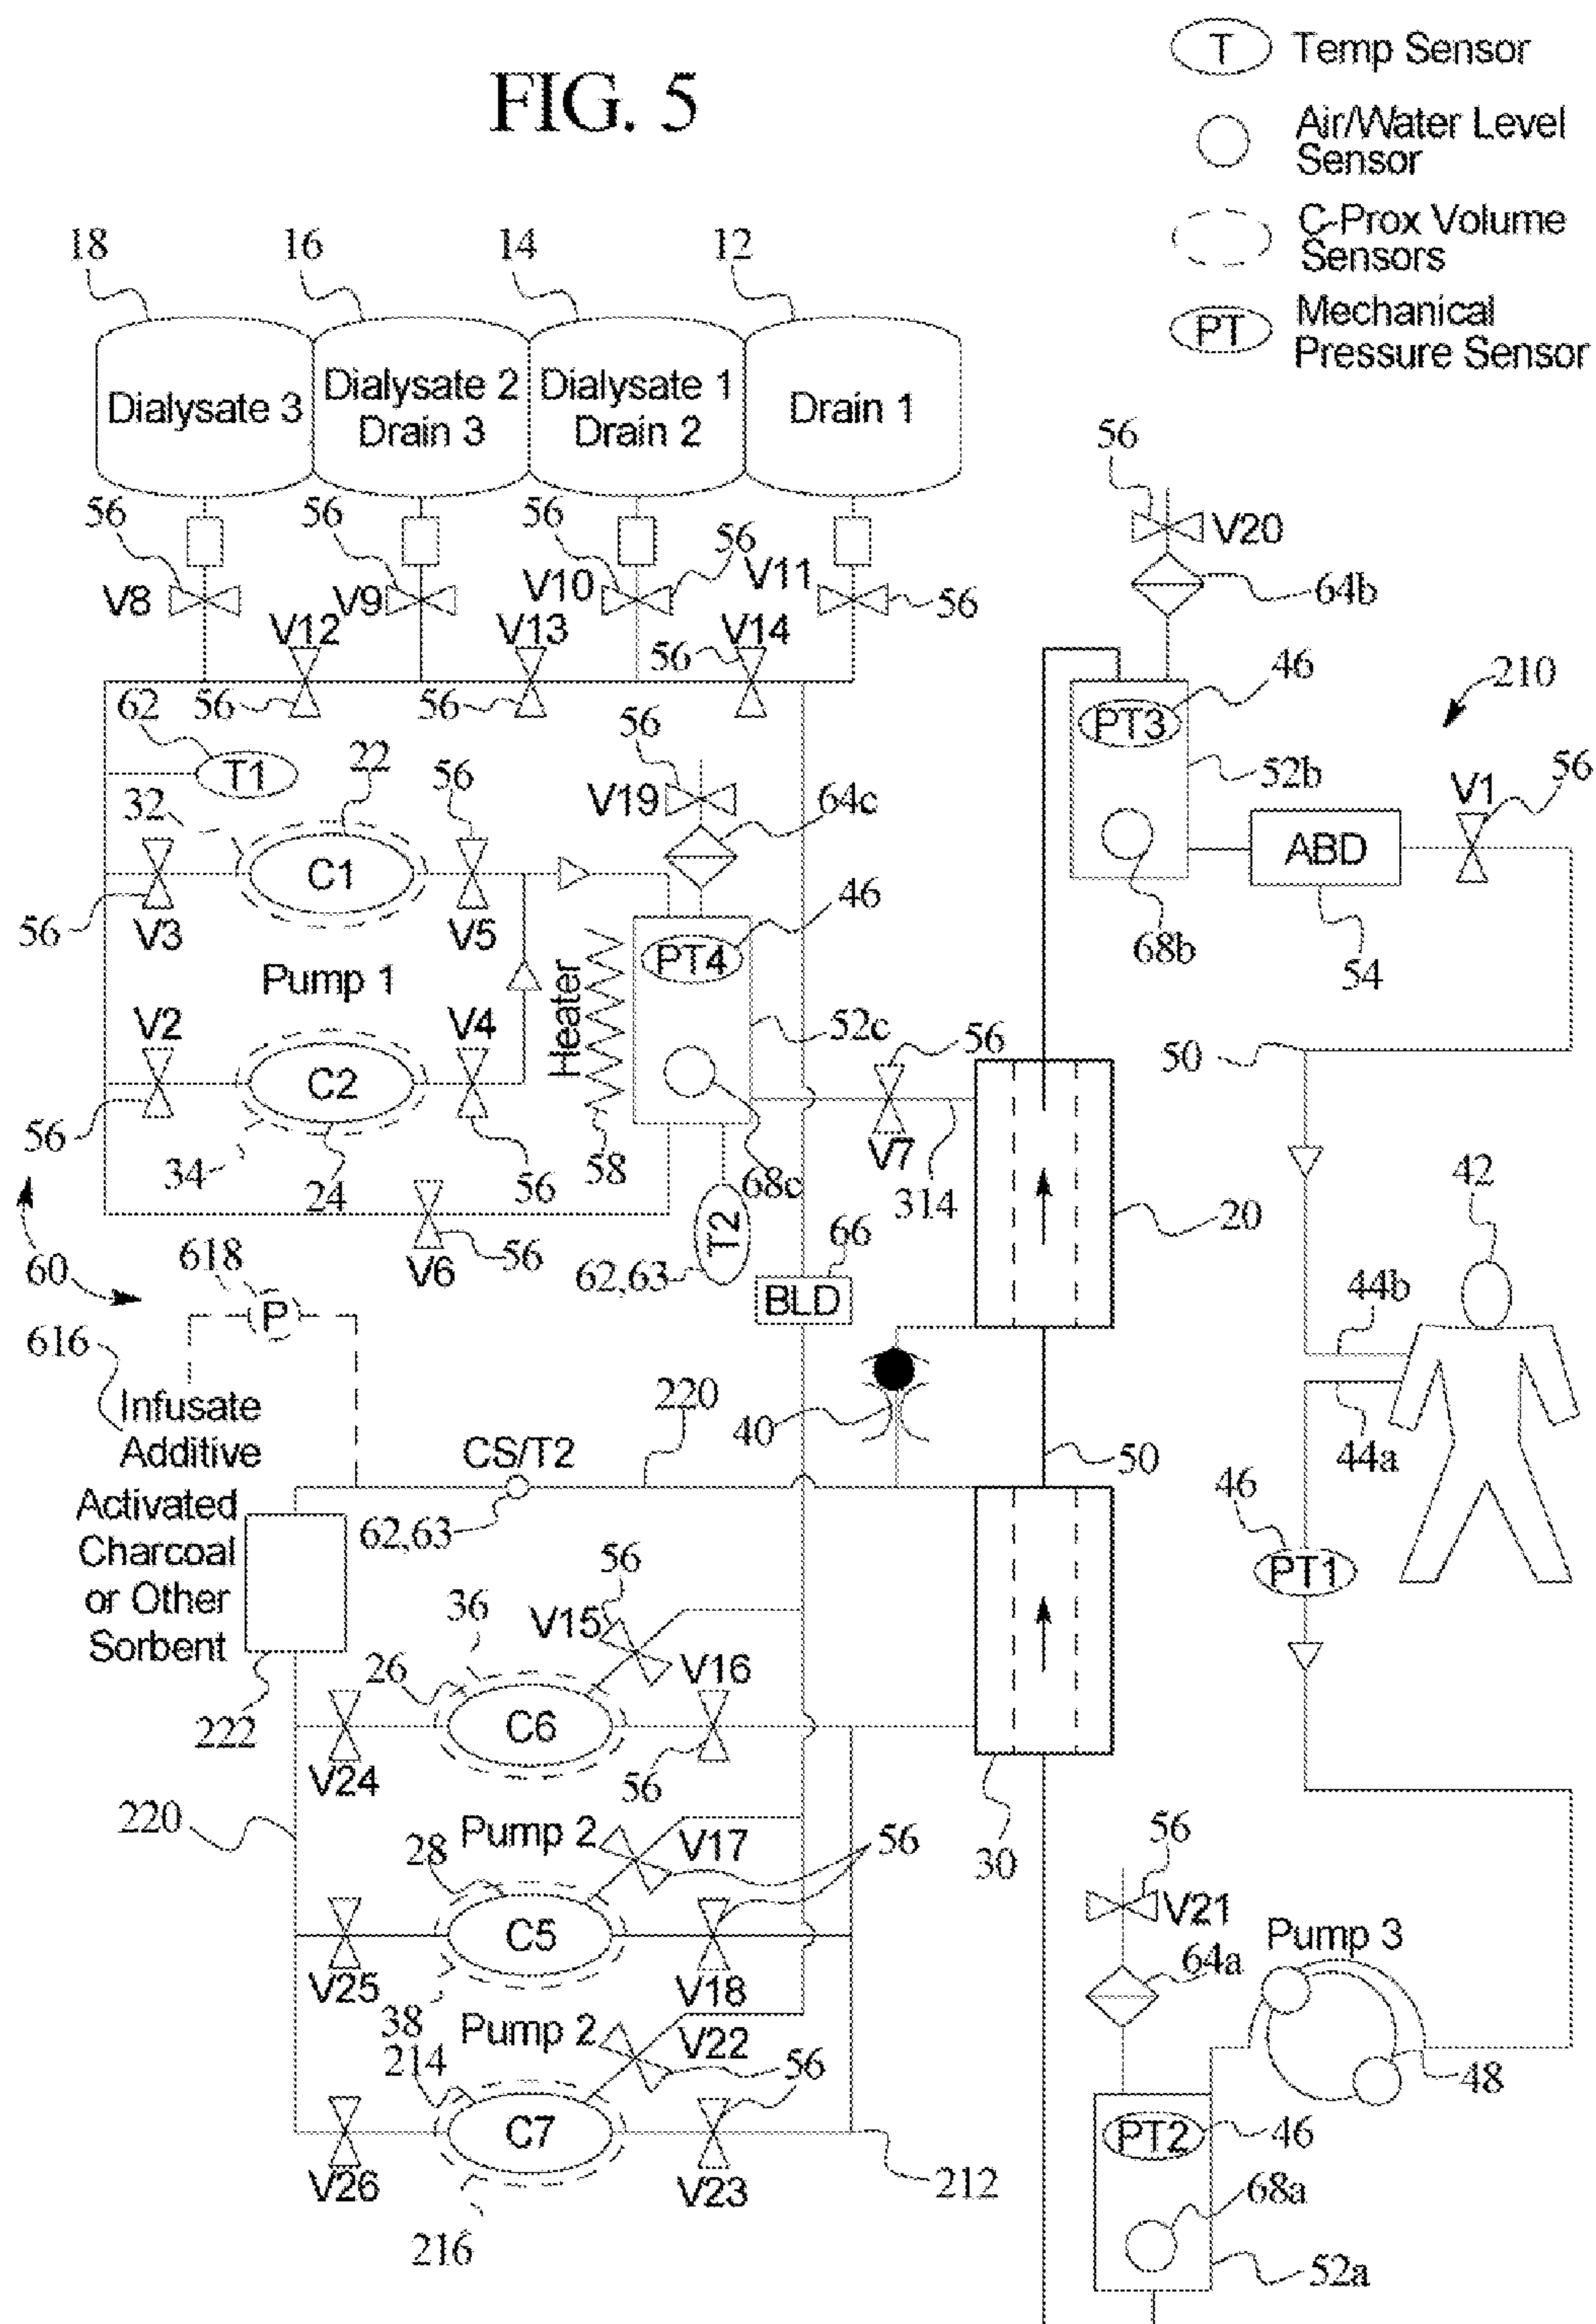 FIG. 5
T Temp Sensor
Air/Water Level
Sensor
C-Prox Volume
Sensors
PT Mechanical
Pressure Sensor
18 16 14 12
Dialysate 3
Dialysate 2
Drain 3
Dialysate 1
Drain 2
Drain 1
56 56 56 56
V8 V9 V10 V11 56
V12 V13 V14
56 56 56
56
V20
64b
46
PT3
210
52b
V1 56
ABD
68b
54
50
62
T1
22
32
56
C1
56 V3 V5
Pump 1
V2 V4
C2
56
34 24 56
56
V19
64c
46
PT4
Heater
52c
58
68c
56
V7
314
20
V6 56
T2
62,63
66
BLD
60
618
P
616
Infusate
Additive
220
40
50
CS/T2
62,63
Activated
Charcoal
or Other
Sorbent
222
42
44b
44a
46
PT1
56
36
V15
V16
26
C6
V24
56
30
220
Pump 2
V17
56
28
C5
V25
V18
38
Pump 2
V22
56
214
C7
V26
V23
216
212
56
V21
64a
Pump 3
48
PT2
46
68a
52a